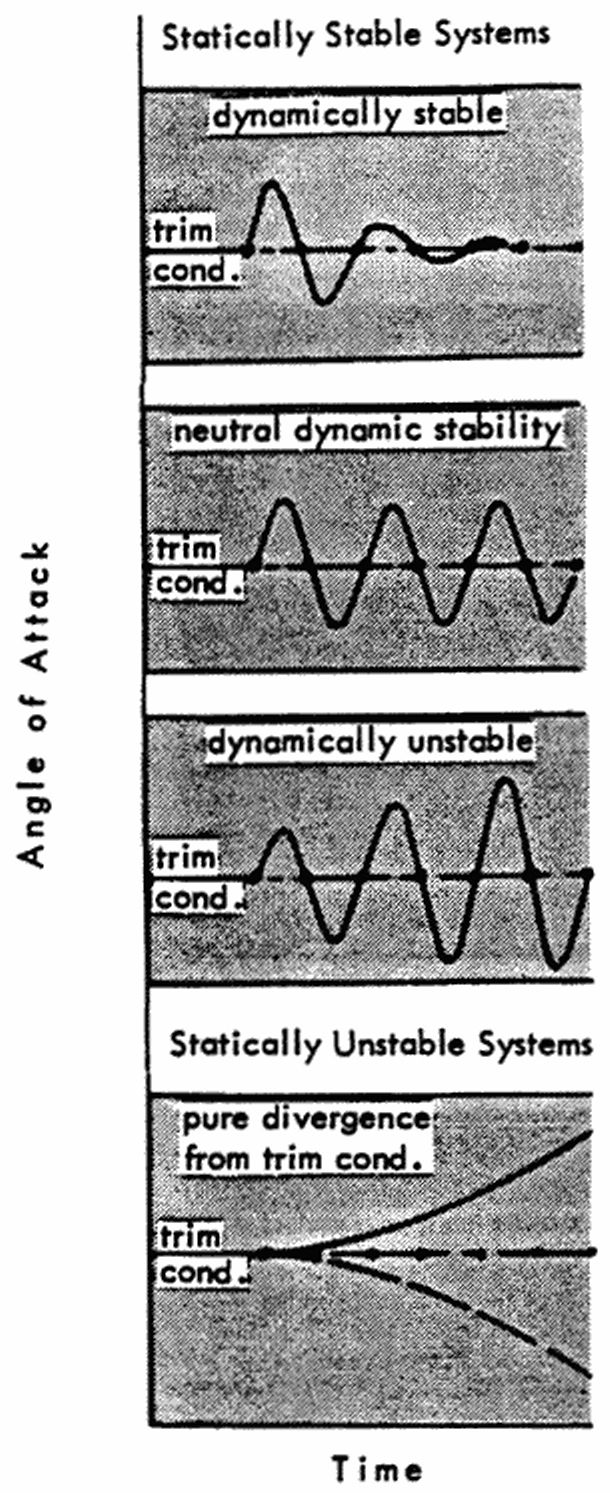 Statically Stable Systems
dynamically stable
trim
cond.
neutral dynamic stability
trim
cond.
Angle of Attack
dynamically unstable
trim
cond.
Statically Unstable Systems
pure divergence
from trim cond.
trim
cond.
Time